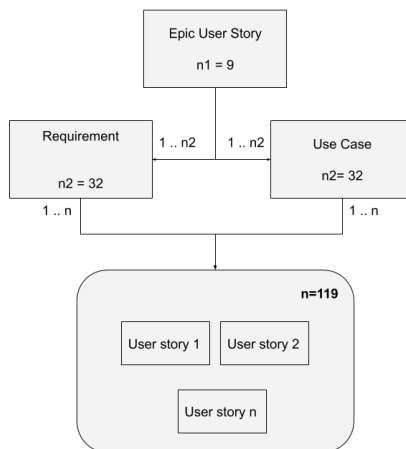 Epic User Story
n1 = 9
Requirement
n2 = 32
1 .. n2
1 .. n2
Use Case
n2= 32
1 .. n
1 .. n
n=119
User story 1
User story 2
User story n